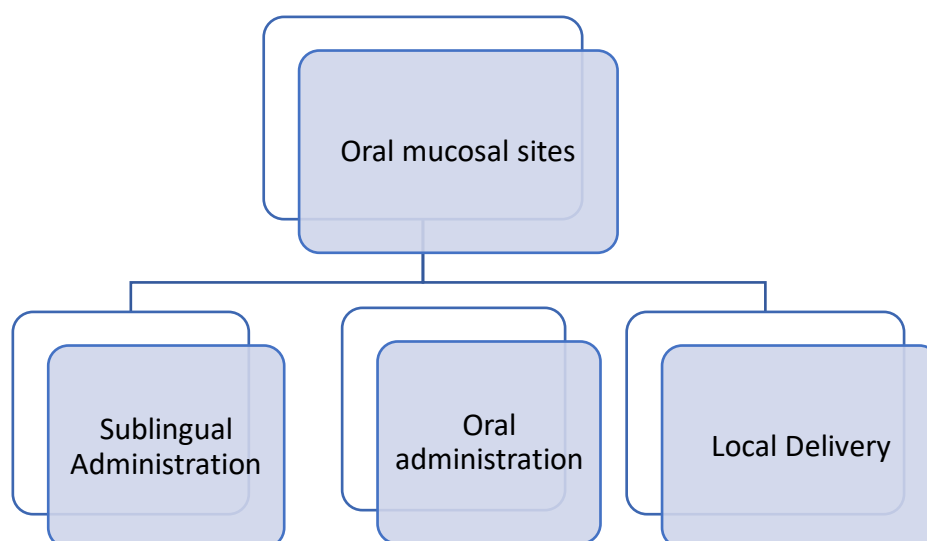 Oral mucosal sites
Sublingual
Administration
Oral
administration
Local Delivery